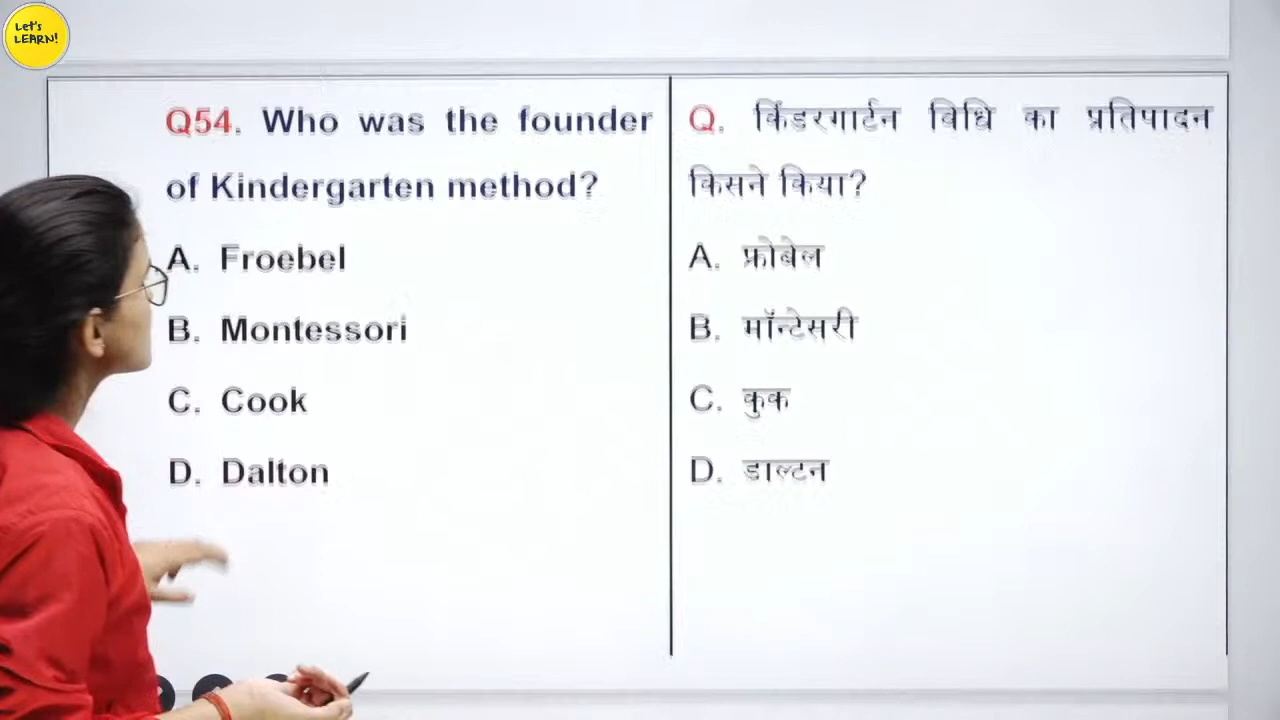 Let's
LEARN!
Q54. Who was the founder
of Kindergarten method?
A. Froebel
B. Montessori
C. Cook
D. Dalton
Q. किंडरगार्टन विधि का प्रतिपादन
किसने किया?
A. फ्रोबेल
B. मॉन्टेसरी
C. कुक
D. डाल्टन